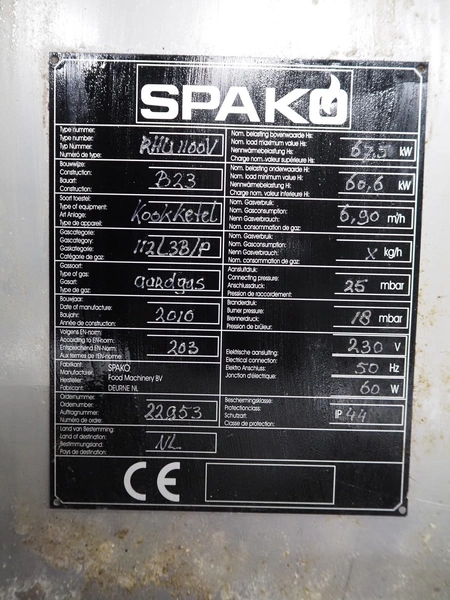 SPAKO
Type nummer:
Type number:
Typ Nummer:
Numéro de type:
RHU 1100V
Bouwwijze:
Construction:
Bauart:
Construction:
B23
Soort toestel:
Type of equipment:
Art Anlage:
Type de l'appareil:
Kookketel
Gascategorie:
Gascategory:
Gaskategorie:
Catégorie de gaz:
II2L3B/P
Gassoort:
Type of gas:
Gasart:
Type de gaz:
aardgas
Bouwjaar:
Date of manufacture:
Baujahr:
Année de construction:
2010
Volgens EN-norm:
According to EN-norm:
Entsprechend EN-Norm:
Aux termes de l'EN-norme:
203
Fabrikant:
Manufacturer:
Hersteller:
Fabricant:
SPAKO
Food Machinery BV
DEURNE NL
Ordernummer:
Ordernumber:
Auftragnummer:
Numéro de ordre:
22953
Land van Bestemming:
Land of destination:
Bestimmungsland:
Pays de destination:
NL
Nom. belasting bovenwaarde Hs:
Nom. load maximum value Hs:
Nennwärmebelastung Hs:
Charge nom. valeur supérieure Hs:
67,5 kW
Nom. belasting onderwaarde Hi:
Nom. load minimum value Hi:
Nennwärmebelastung Hi:
Charge nom. valeur inferieure Hi:
60,6 kW
Nom. Gasverbruik:
Nom. Gasconsumption:
Nenn Gasverbrauch:
Nom. consommation de gaz:
6,90 m³/h
Nom. Gasverbruik:
Nom. Gasconsumption:
Nenn Gasverbrauch:
Nom. consommation de gaz:
X kg/h
Aansluitdruk:
Connecting pressure:
Anschlussdruck:
Pression de raccordement:
25 mbar
Branderdruk:
Burner pressure:
Brennerdruck:
Pression de brûleur:
18 mbar
Elektrische aansluiting:
Electrical connection:
Elektro Anschluss:
Jonction d'électrique:
230 V
50 Hz
60 W
Beschermingsklasse:
Protectionclass:
Schutzart:
Classe de protection:
IP 44
CE